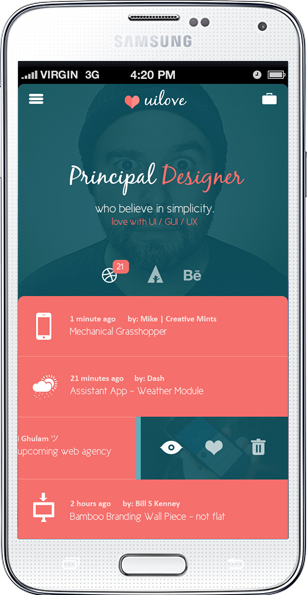 SAMSUNG
VIRGIN 3G 4:20 PM
uilove
Principal Designer
who believe in simplicity.
love with UI / GUI / UX
21
Bē
1 minute ago by: Mike | Creative Mints
Mechanical Grasshopper
21 minutes ago by: Dash
Assistant App - Weather Module
l Ghulam ツ
upcoming web agency
2 hours ago by: Bill S Kenney
Bamboo Branding Wall Piece - not flat